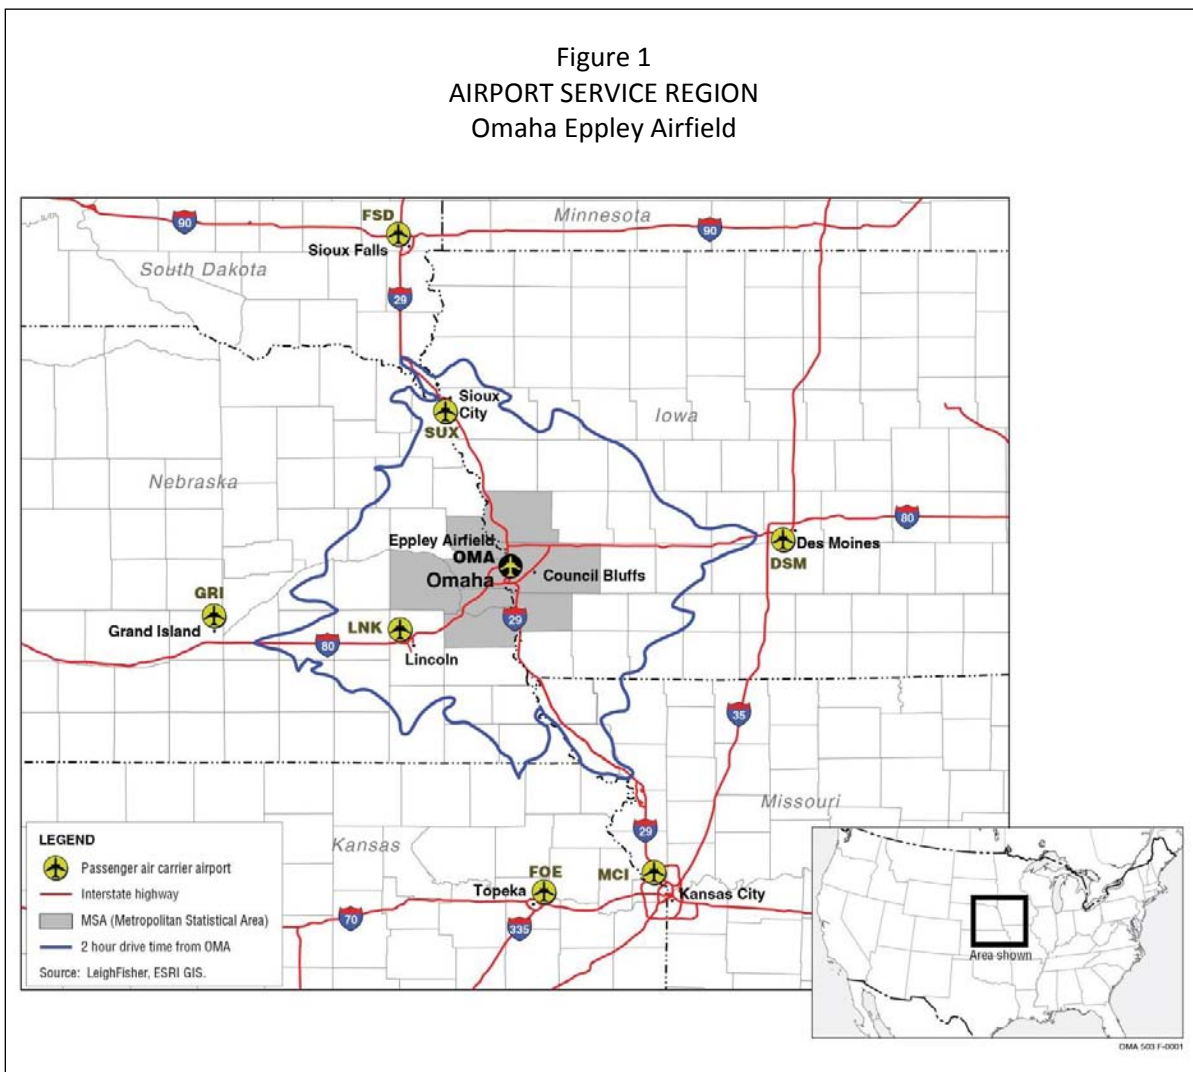 Figure 1
AIRPORT SERVICE REGION
Omaha Eppley Airfield
90
FSD
Minnesota
90
Sioux Falls
South Dakota
29
Sioux
City
SUX
Iowa
Nebraska
80
Eppley Airfield
OMA
Omaha
Des Moines
DSM
Council Bluffs
GRI
Grand Island
LNK
29
80
Lincoln
35
Missouri
29
Kansas
FOE
MCI
Topeka
Kansas City
70
335
LEGEND
Passenger air carrier airport
Interstate highway
MSA (Metropolitan Statistical Area)
2 hour drive time from OMA
Source: LeighFisher, ESRI GIS.
Area shown
OMA 503 F-0001